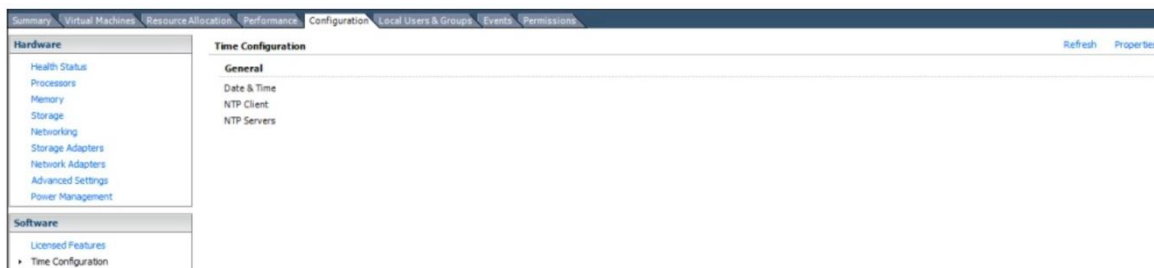 Summary Virtual Machines Resource Allocation Performance Configuration Local Users & Groups Events Permissions
Hardware
Health Status
Processors
Memory
Storage
Networking
Storage Adapters
Network Adapters
Advanced Settings
Power Management
Software
Licensed Features
Time Configuration
Time Configuration Refresh Properties
General
Date & Time
NTP Client
NTP Servers